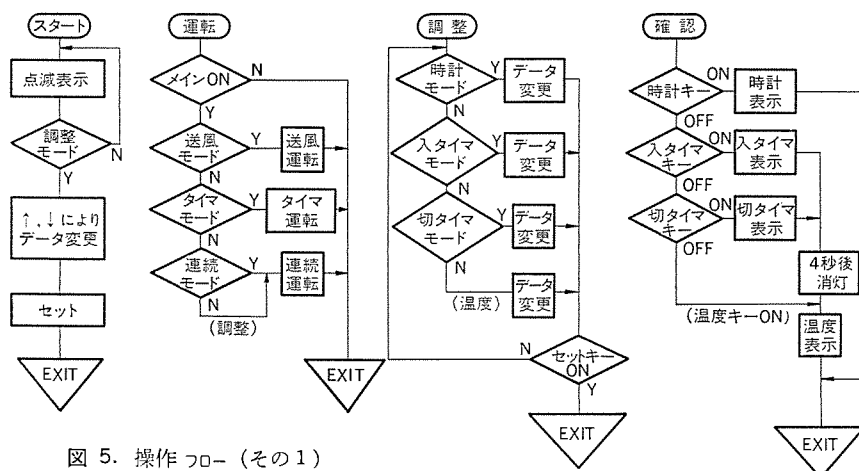 スタート
点減表示
調整
モード
N
Y
↑,↓により
データ変更
セット
EXIT
運転
メインON
N
Y
送風
モード
Y
送風
運転
N
タイマ
モード
Y
タイマ
運転
N
連続
モード
Y
連続
運転
N
(調整)
EXIT
調整
時計
モード
Y
データ
変更
N
入タイマ
モード
Y
データ
変更
N
切タイマ
モード
Y
データ
変更
N
(温度)
データ
変更
N
セットキー
ON
Y
EXIT
確認
時計キー
ON
時計
表示
OFF
入タイマ
キー
ON
入タイマ
表示
OFF
切タイマ
キー
ON
切タイマ
表示
OFF
4秒後
消灯
(温度キーON)
温度
表示
EXIT
図 5. 操作フロー (その1)